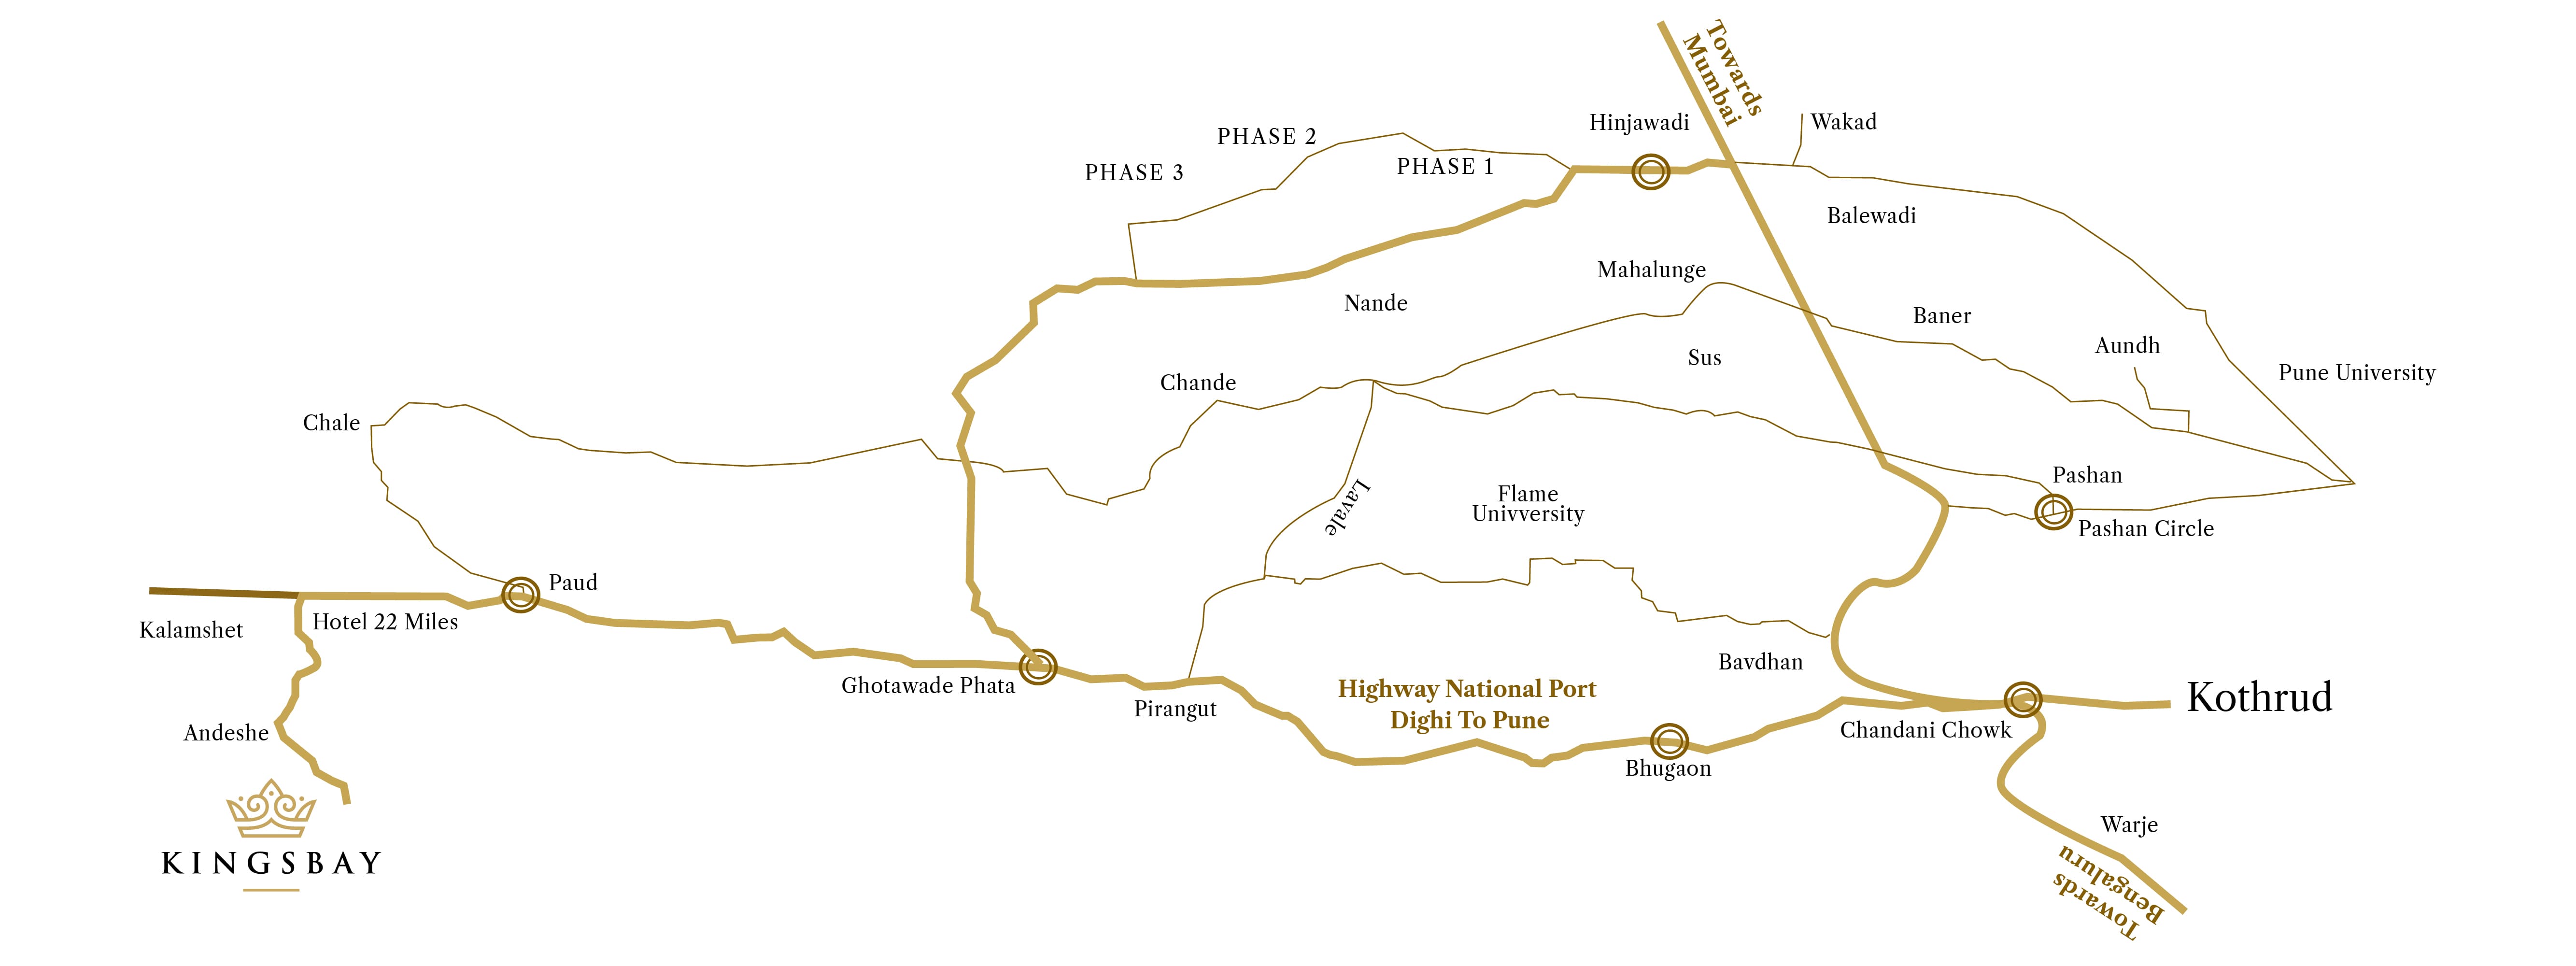 Towards
Mumbai
Hinjawadi
Wakad
PHASE 2
PHASE 1
PHASE 3
Balewadi
Mahalunge
Nande
Baner
Aundh
Sus
Pune University
Chande
Chale
Pashan
Flame
Univversity
Lavale
Pashan Circle
Paud
Hotel 22 Miles
Kalamshet
Bavdhan
Ghotawade Phata
Highway National Port
Dighi To Pune
Kothrud
Pirangut
Chandani Chowk
Andeshe
Bhugaon
Warje
KINGSBAY
Towards
Bengaluru